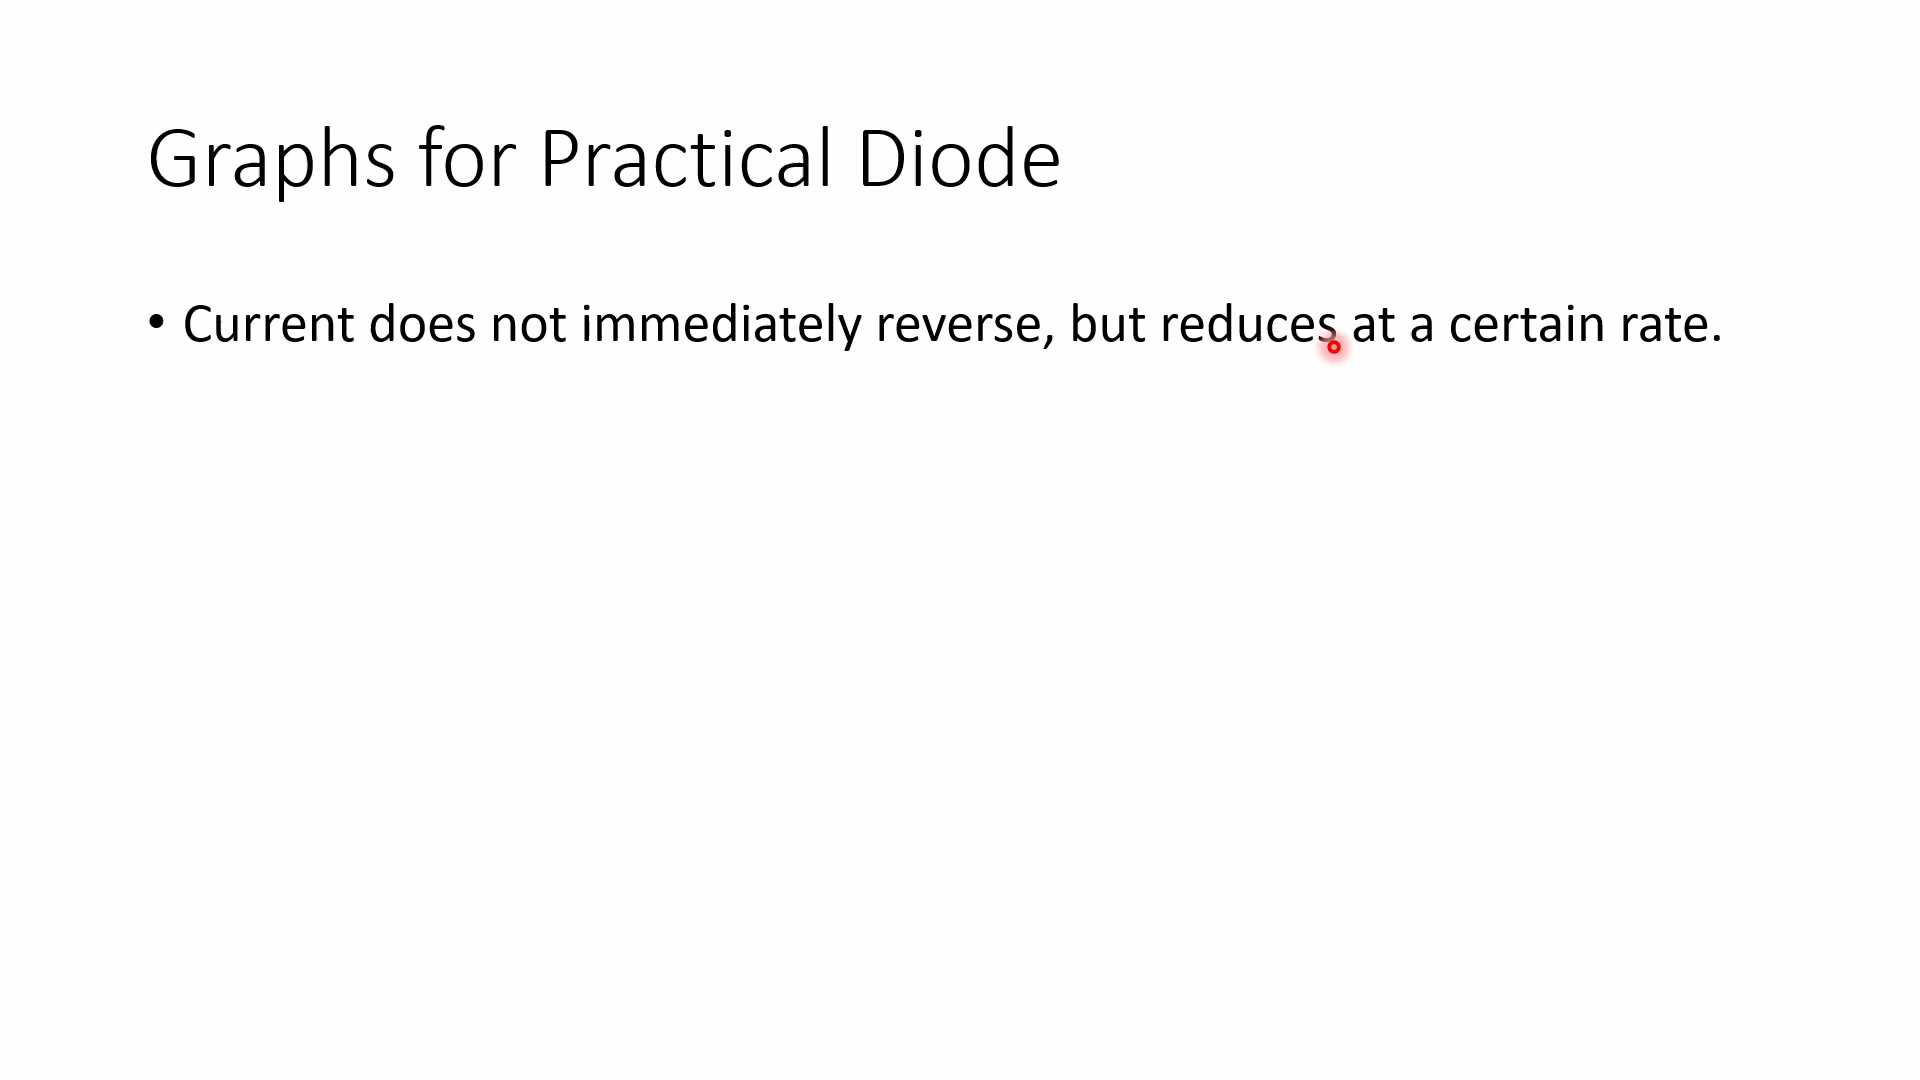 Graphs for Practical Diode
• Current does not immediately reverse, but reduces at a certain rate.